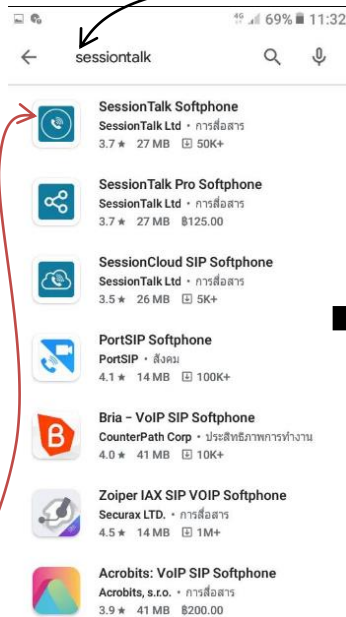 4G 69% 11:32
sessiontalk
SessionTalk Softphone
SessionTalk Ltd • การสื่อสาร
3.7 ★ 27 MB 50K+
SessionTalk Pro Softphone
SessionTalk Ltd • การสื่อสาร
3.7 ★ 27 MB ฿125.00
SessionCloud SIP Softphone
SessionTalk Ltd • การสื่อสาร
3.5 ★ 26 MB 5K+
PortSIP Softphone
PortSIP • สังคม
4.1 ★ 14 MB 100K+
Bria – VoIP SIP Softphone
CounterPath Corp • ประสิทธิภาพการทำงาน
4.0 ★ 41 MB 10K+
B
Zoiper IAX SIP VOIP Softphone
Securax LTD. • การสื่อสาร
4.5 ★ 14 MB 1M+
Acrobits: VoIP SIP Softphone
Acrobits, s.r.o. • การสื่อสาร
3.9 ★ 41 MB ฿200.00